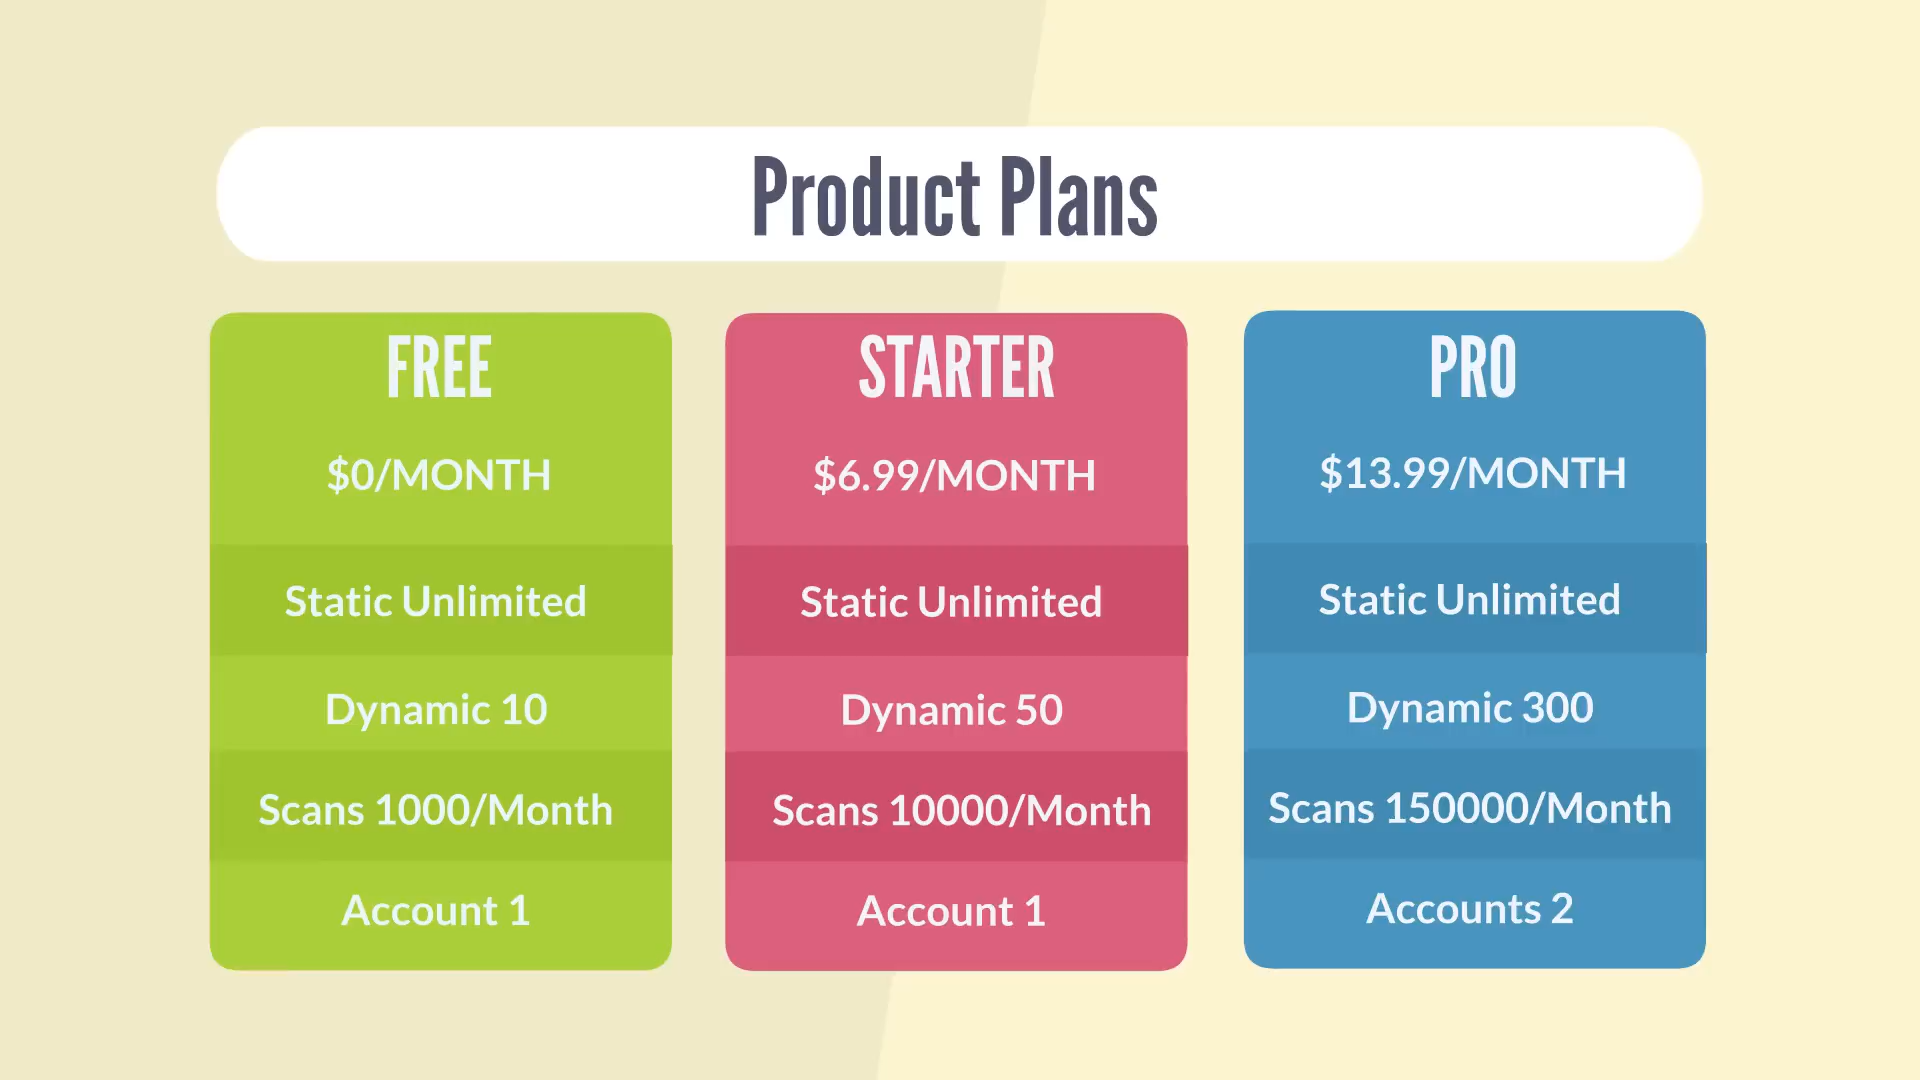 Product Plans
FREE
$0/MONTH
Static Unlimited
Dynamic 10
Scans 1000/Month
Account 1
STARTER
$6.99/MONTH
Static Unlimited
Dynamic 50
Scans 10000/Month
Account 1
PRO
$13.99/MONTH
Static Unlimited
Dynamic 300
Scans 150000/Month
Accounts 2